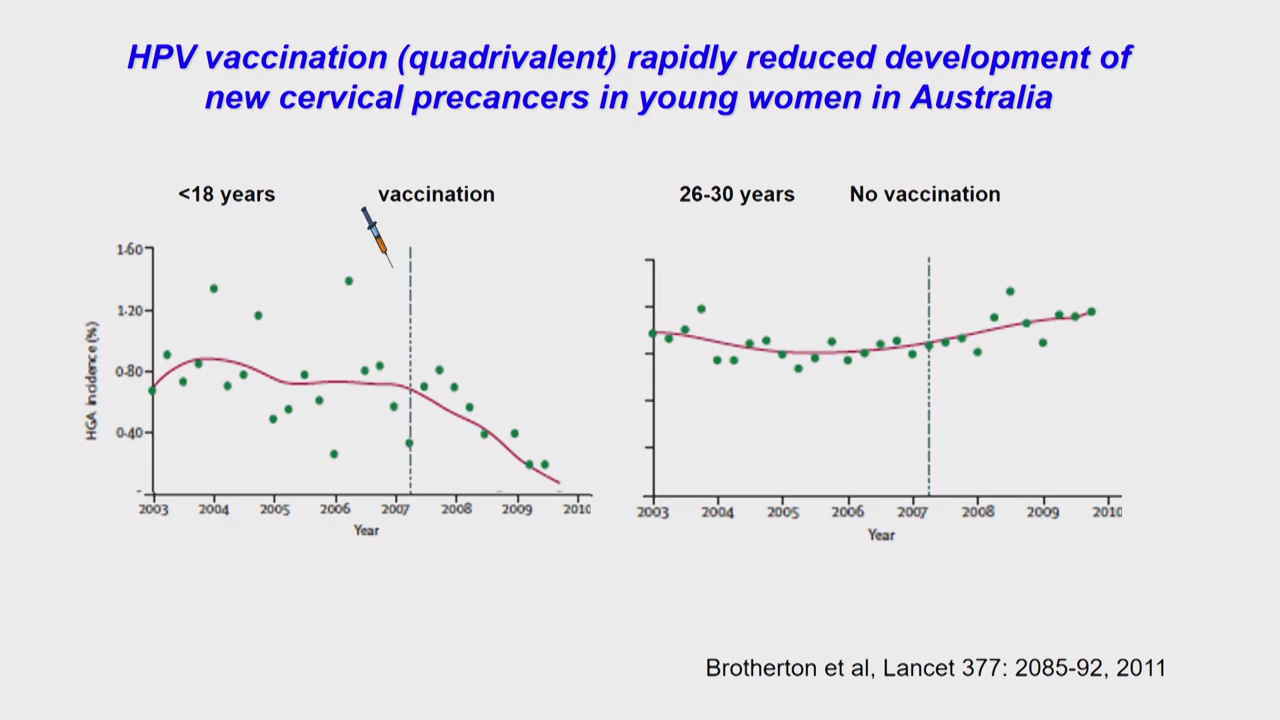 HPV vaccination (quadrivalent) rapidly reduced development of
new cervical precancers in young women in Australia
<18 years vaccination
26-30 years No vaccination
1·60
1·20
0·80
0·40
-
HGA incidence (%)
2003 2004 2005 2006 2007 2008 2009 2010
Year
2003 2004 2005 2006 2007 2008 2009 2010
Year
Brotherton et al, Lancet 377: 2085-92, 2011